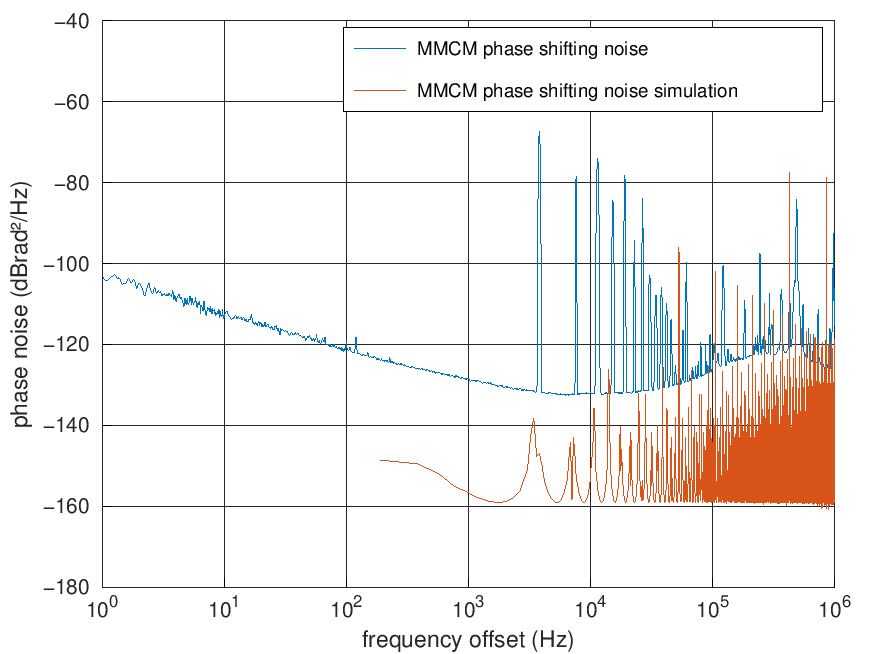 −40
MMCM phase shifting noise
−60
MMCM phase shifting noise simulation
−80
−100
−120
−140
−160
−180
phase noise (dBrad²/Hz)
10⁰ 10¹ 10² 10³ 10⁴ 10⁵ 10⁶
frequency offset (Hz)